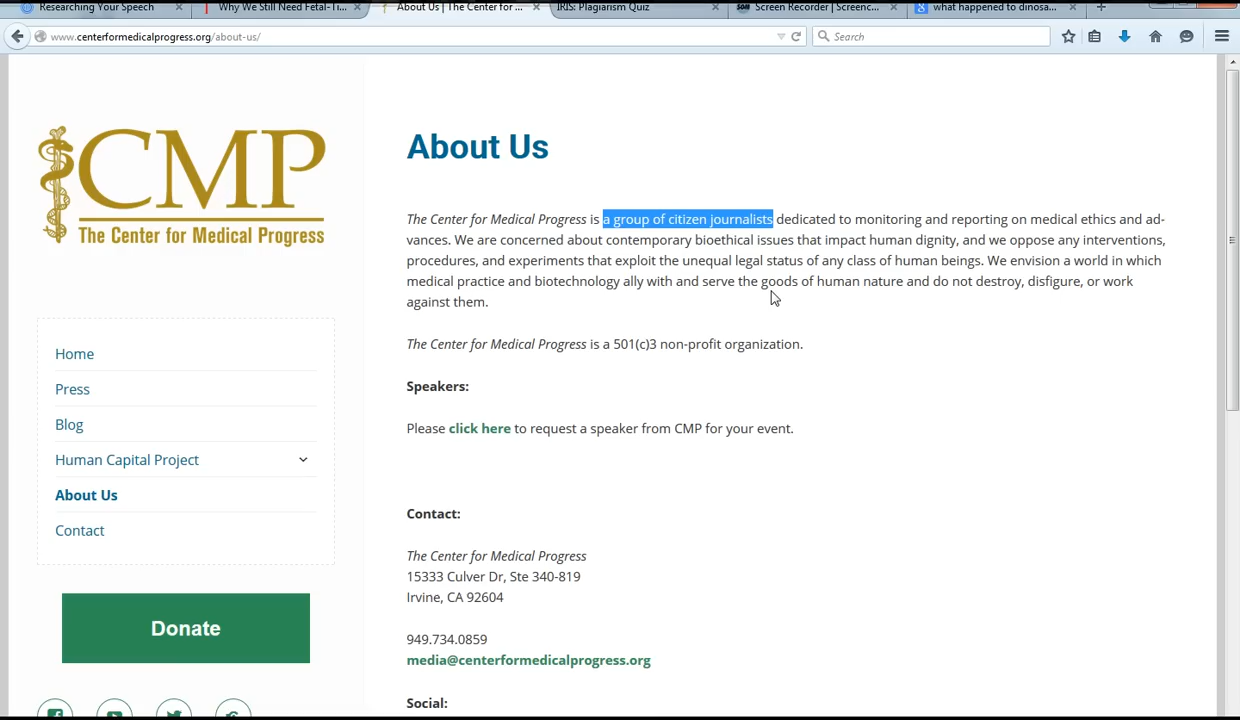 Researching Your Speech
Why We Still Need Fetal-Ti...
About Us | The Center for ...
IRIS: Plagiarism Quiz
Screen Recorder | Screenc...
what happened to dinosa...
www.centerformedicalprogress.org/about-us/
Search
CMP
The Center for Medical Progress
Home
Press
Blog
Human Capital Project
About Us
Contact
Donate
About Us
The Center for Medical Progress is a group of citizen journalists dedicated to monitoring and reporting on medical ethics and ad-
vances. We are concerned about contemporary bioethical issues that impact human dignity, and we oppose any interventions,
procedures, and experiments that exploit the unequal legal status of any class of human beings. We envision a world in which
medical practice and biotechnology ally with and serve the goods of human nature and do not destroy, disfigure, or work
against them.
The Center for Medical Progress is a 501(c)3 non-profit organization.
Speakers:
Please click here to request a speaker from CMP for your event.
Contact:
The Center for Medical Progress
15333 Culver Dr, Ste 340-819
Irvine, CA 92604
949.734.0859
media@centerformedicalprogress.org
Social: